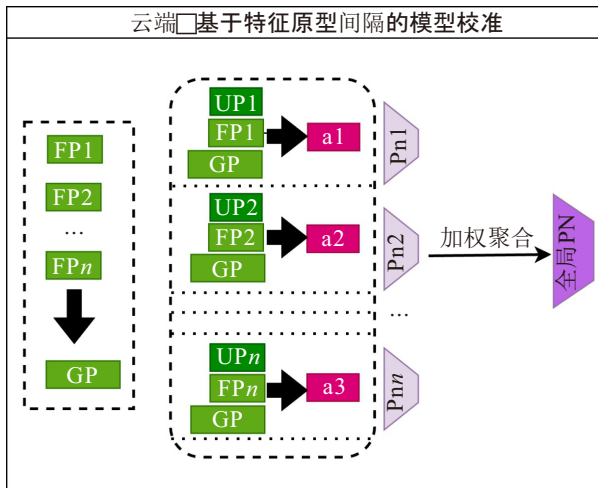 云端□基于特征原型间隔的模型校准
FP1
FP2
...
FPn
GP
UP1
FP1
GP
a1
Pn1
UP2
FP2
GP
a2
Pn2
...
UPn
FPn
GP
a3
Pnn
加权聚合
全局PN